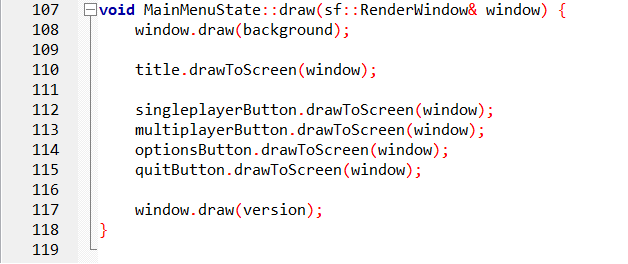 107 void MainMenuState::draw(sf::RenderWindow& window) {
108     window.draw(background);
109
110     title.drawToScreen(window);
111
112     singleplayerButton.drawToScreen(window);
113     multiplayerButton.drawToScreen(window);
114     optionsButton.drawToScreen(window);
115     quitButton.drawToScreen(window);
116
117     window.draw(version);
118 }
119